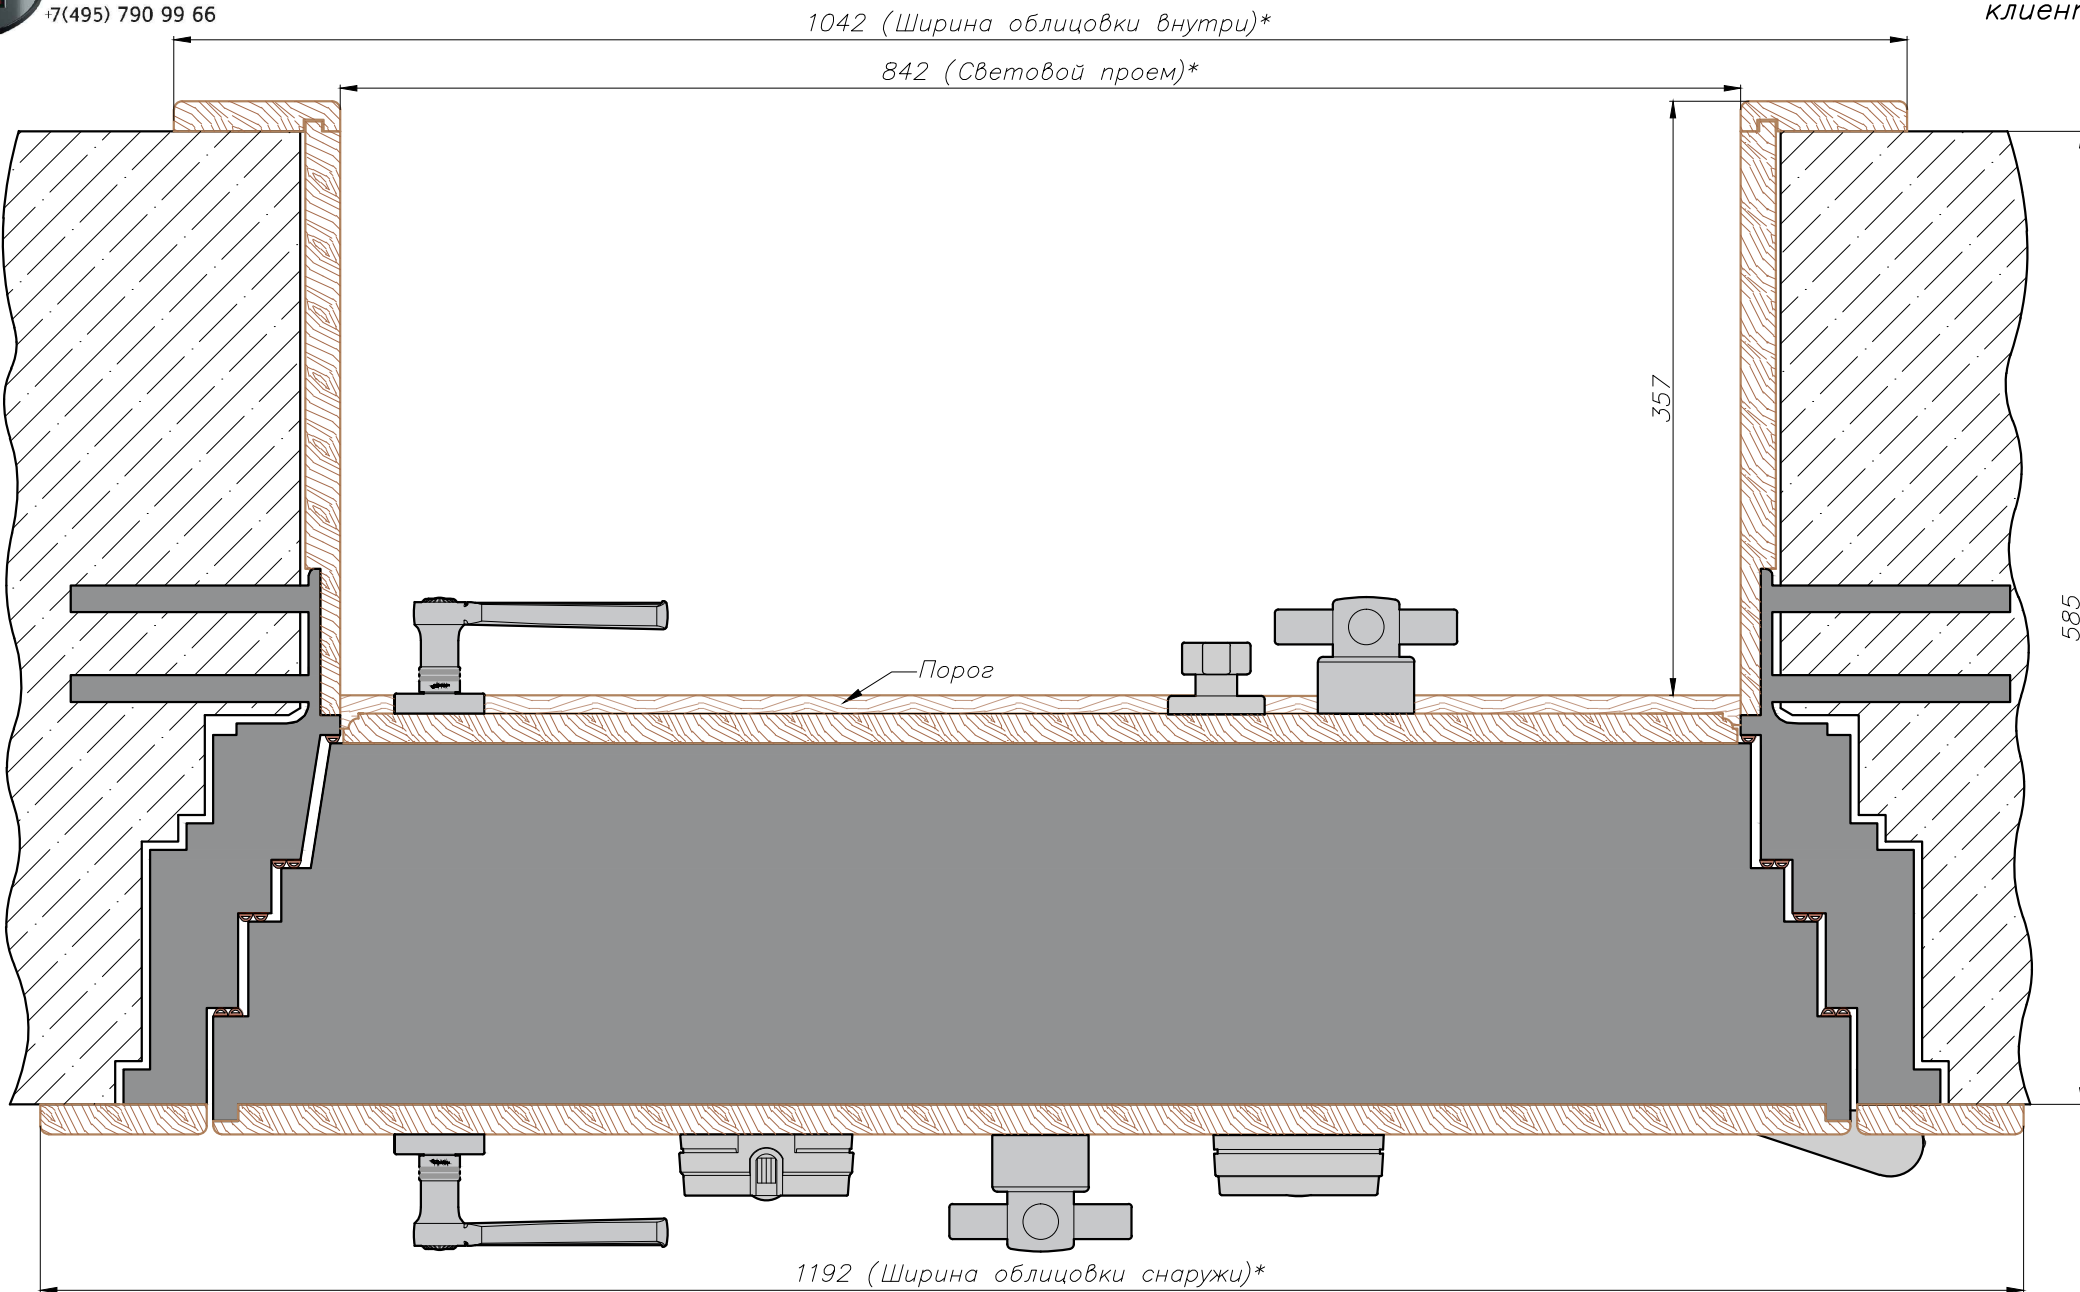 +7(495) 790 99 66
клиен
1042 (Ширина облицовки внутри)*
842 (Световой проем)*
357
585
Порог
1192 (Ширина облицовки снаружи)*